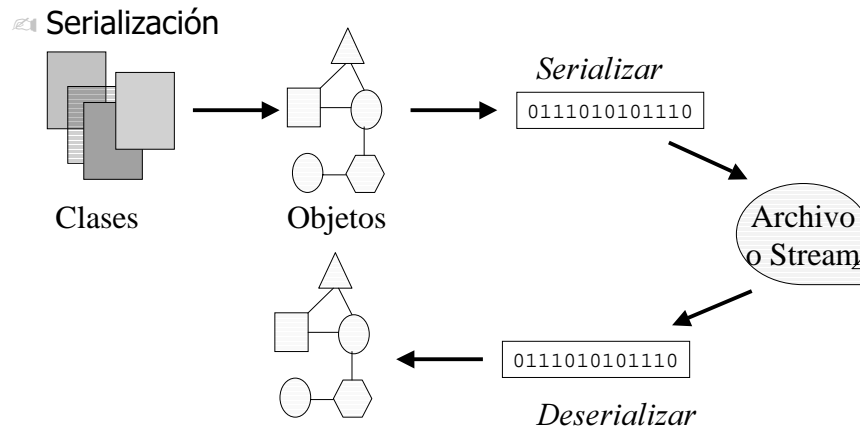 Serialización
Serializar
0111010101110
Clases
Objetos
Archivo
o Stream
0111010101110
Deserializar